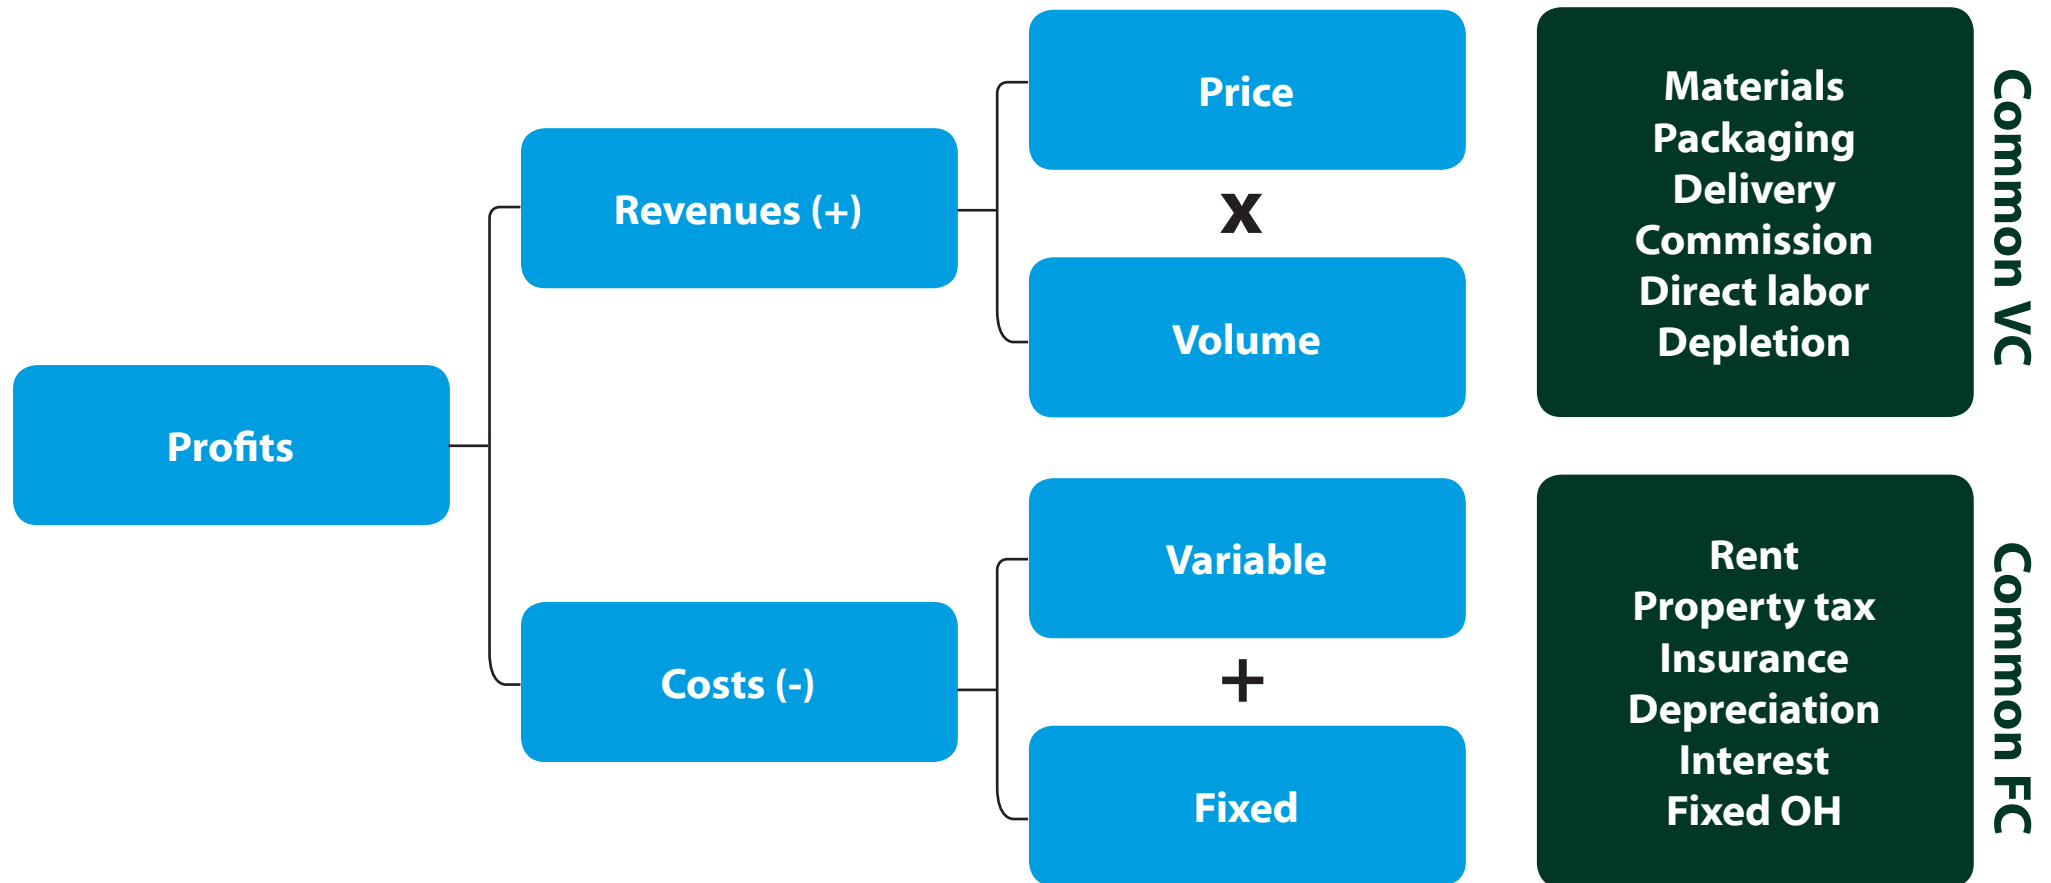 Profits
Revenues (+)
Costs (-)
Price
x
Volume
Variable
+
Fixed
Materials
Packaging
Delivery
Commission
Direct labor
Depletion
Common VC
Rent
Property tax
Insurance
Depreciation
Interest
Fixed OH
Common FC